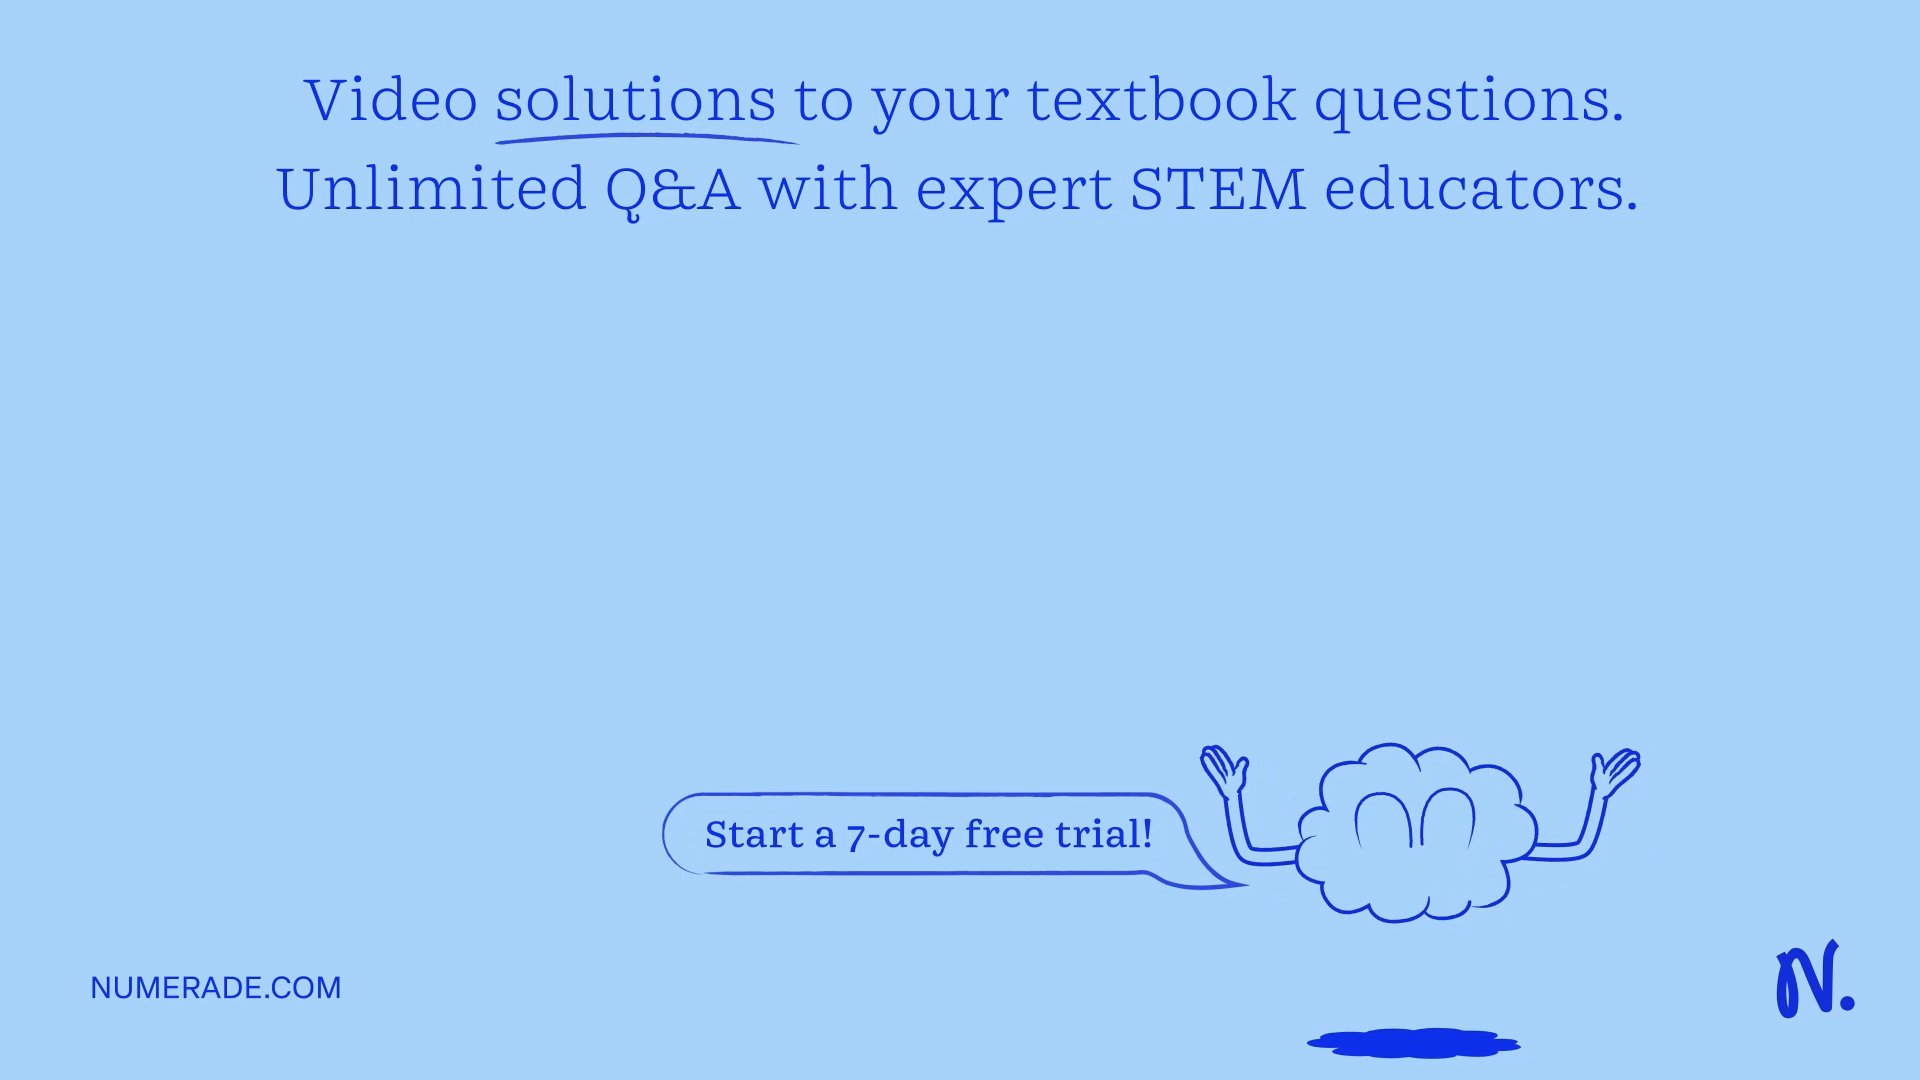 Video solutions to your textbook questions.
Unlimited Q&A with expert STEM educators.
Start a 7-day free trial!
NUMERADE.COM
N.